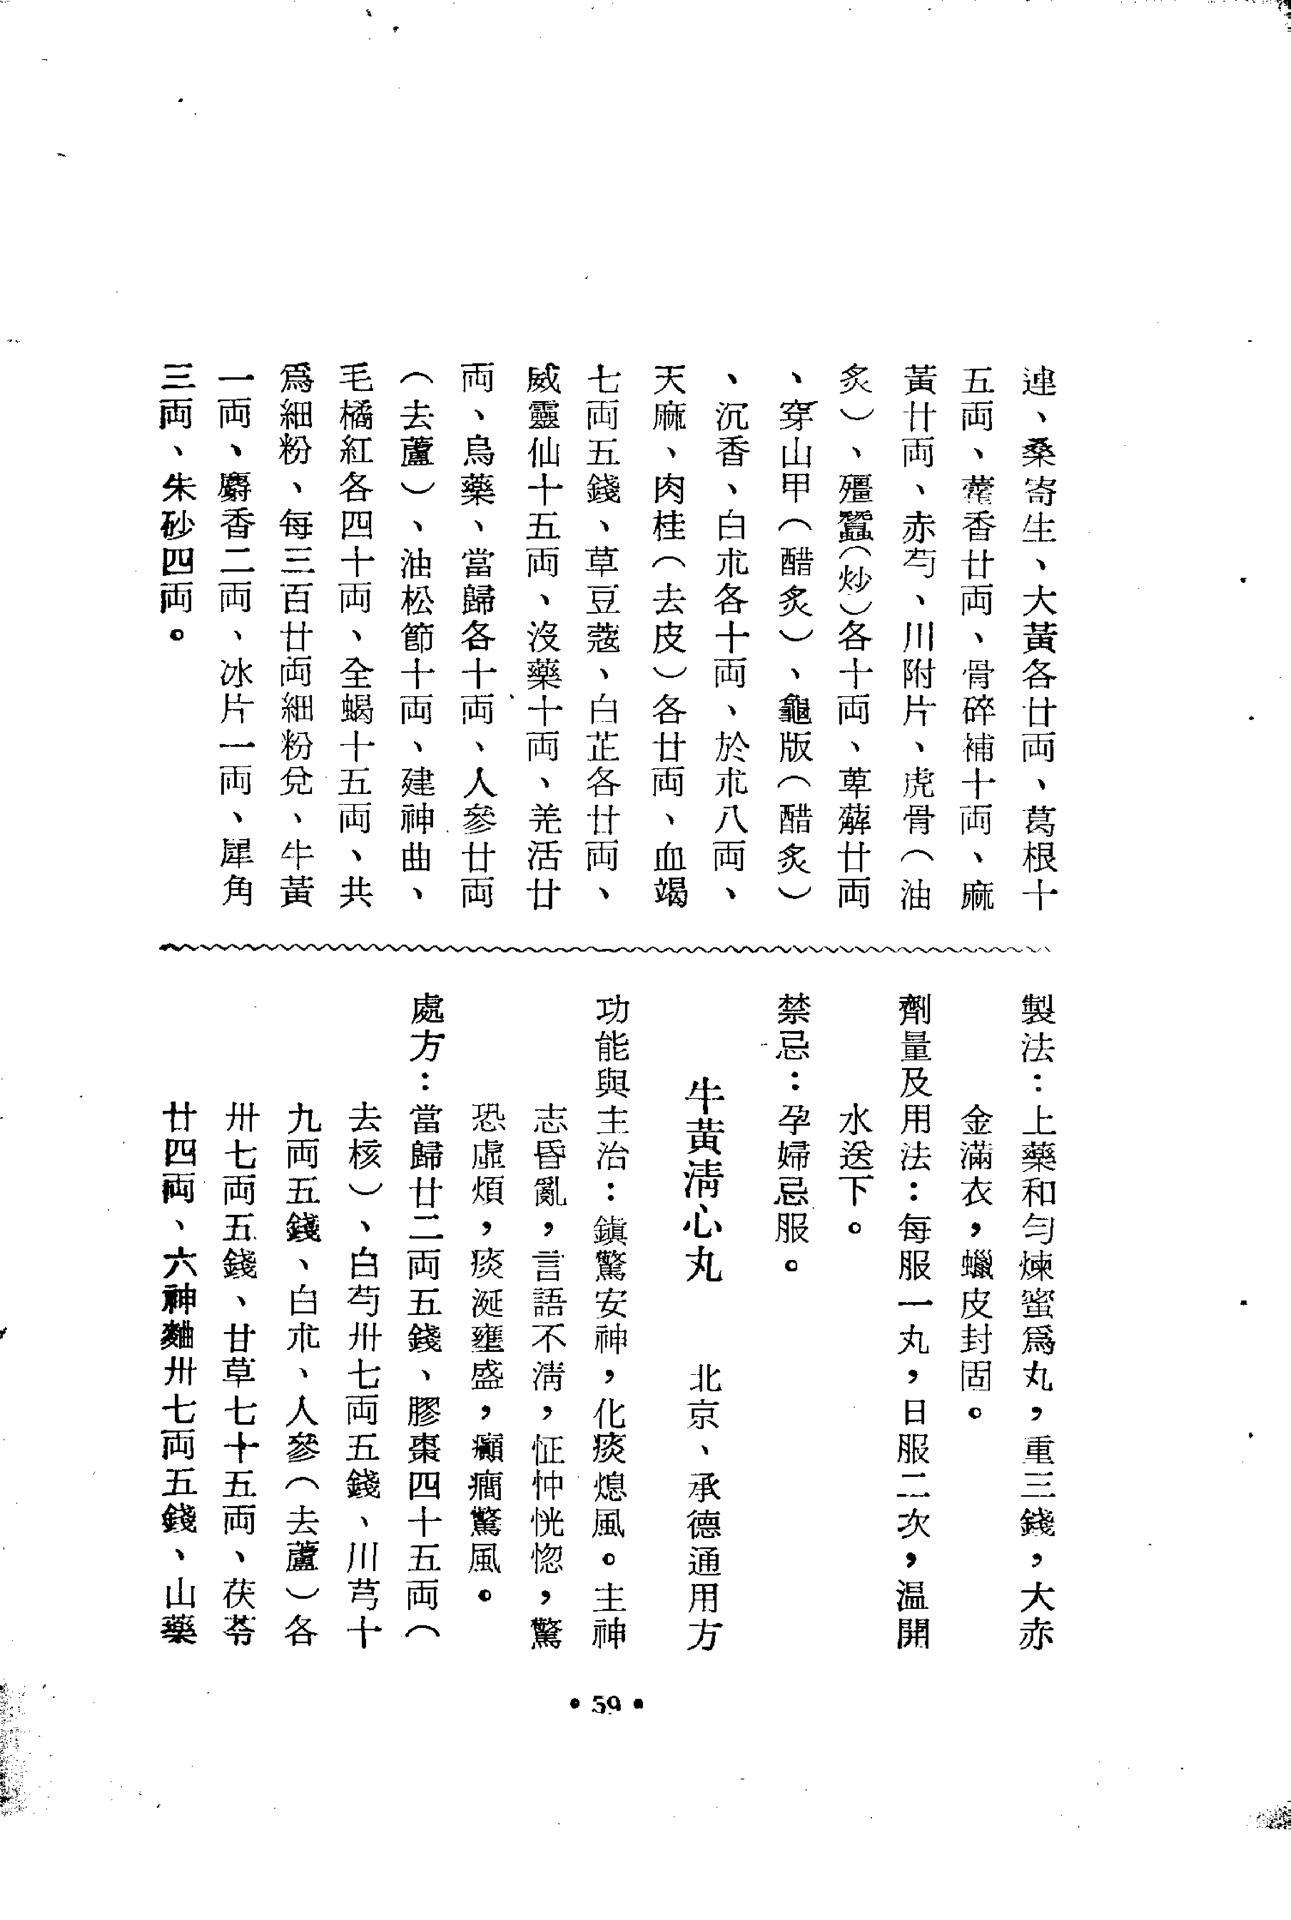 連、桑寄生、大黃各廿両、葛根十
五両、藿香廿両、骨碎補十両、麻
黃廿両、赤芍、川附片、虎骨（油
炙）、殭蠶（炒）各十両、萆薢廿両
、穿山甲（醋炙）、龜版（醋炙）
、沉香、白朮各十両、於朮八両、
天麻、肉桂（去皮）各廿両、血竭
七両五錢、草豆蔻、白芷各廿両、
威靈仙十五両、沒藥十両、羌活廿
両、烏藥、當歸各十両、人參廿両
（去蘆）、油松節十両、建神曲、
毛橘紅各四十両、全蝎十五両、共
爲細粉、每三百廿両細粉兌、牛黃
一両、麝香二両、冰片一両、犀角
三両、朱砂四両。
製法：上藥和勻煉蜜爲丸，重三錢，大赤
金滿衣，蠟皮封固。
劑量及用法：每服一丸，日服二次，温開
水送下。
禁忌：孕婦忌服。
牛黃淸心丸　北京、承德通用方
功能與主治：鎭驚安神，化痰熄風。主神
志昏亂，言語不淸，怔忡恍惚，驚
恐虛煩，痰涎壅盛，癲癎驚風。
處方：當歸廿二両五錢、膠棗四十五両（
去核）、白芍卅七両五錢、川芎十
九両五錢、白朮、人參（去蘆）各
卅七両五錢、甘草七十五両、茯苓
廿四両、六神麯卅七両五錢、山藥
• 59 •